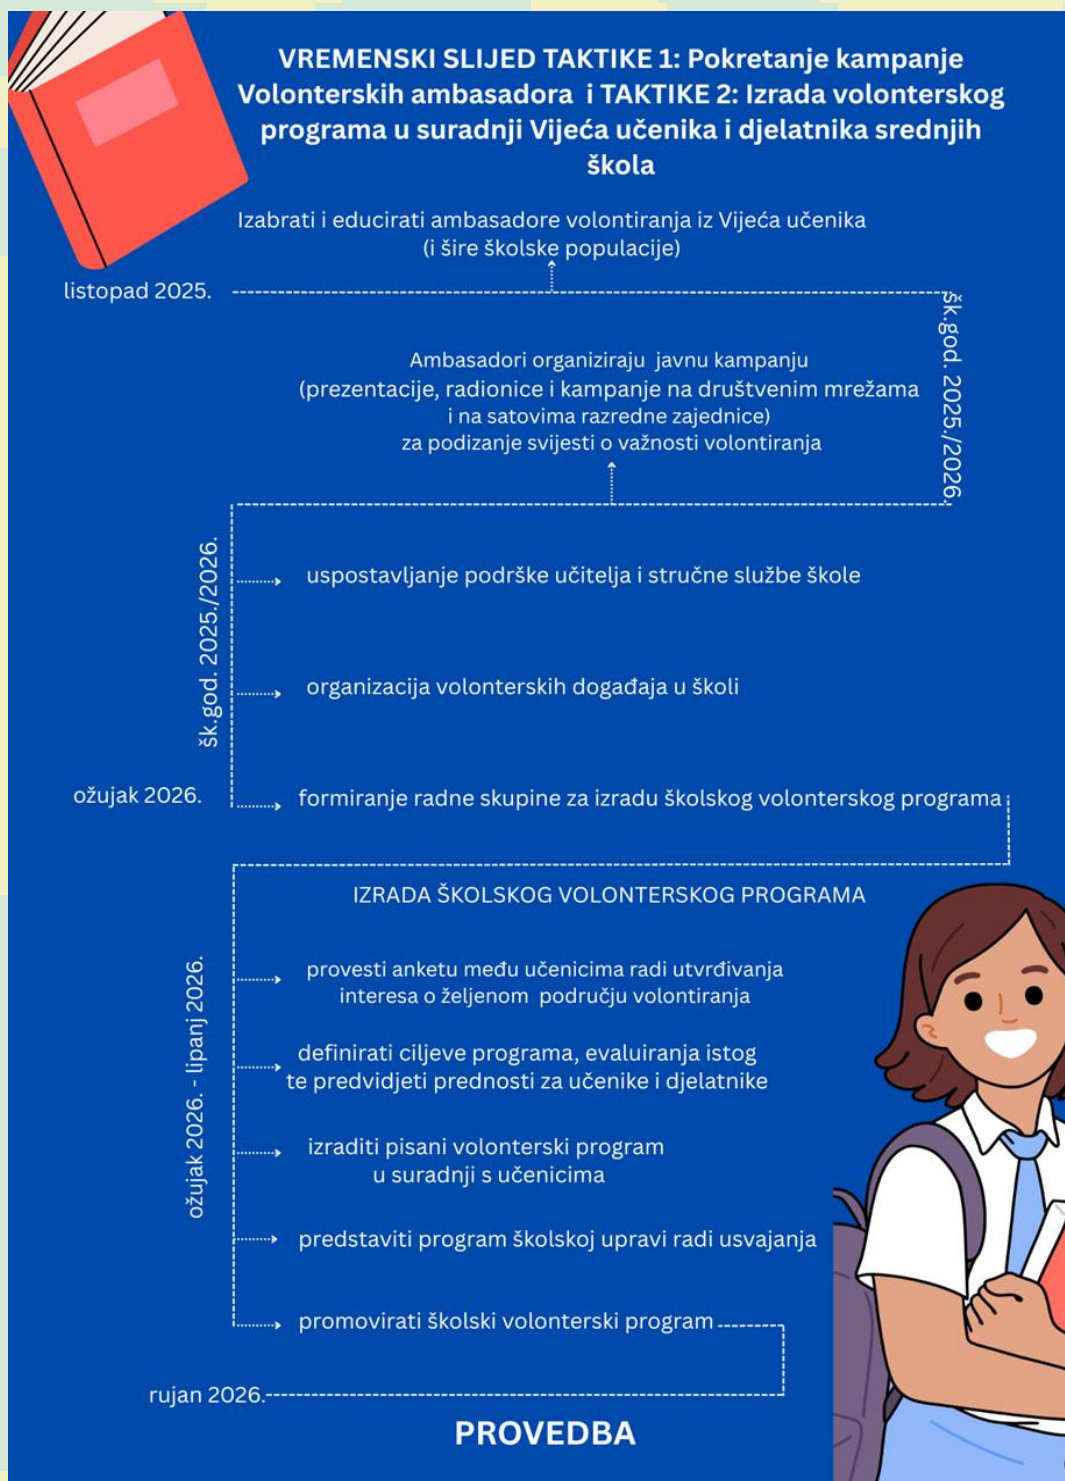 VREMENSKI SLIJED TAKTIKE 1: Pokretanje kampanje
Volonterskih ambasadora i TAKTIKE 2: Izrada volonterskog
programa u suradnji Vijeća učenika i djelatnika srednjih
škola
Izabrati i educirati ambasadore volontiranja iz Vijeća učenika
(i šire školske populacije)
listopad 2025.
šk.god. 2025./2026.
Ambasadori organiziraju javnu kampanju
(prezentacije, radionice i kampanje na društvenim mrežama
i na satovima razredne zajednice)
za podizanje svijesti o važnosti volontiranja
šk.god. 2025./2026.
uspostavljanje podrške učitelja i stručne službe škole
organizacija volonterskih događaja u školi
ožujak 2026.
formiranje radne skupine za izradu školskog volonterskog programa
IZRADA ŠKOLSKOG VOLONTERSKOG PROGRAMA
ožujak 2026. - lipanj 2026.
provesti anketu među učenicima radi utvrđivanja
interesa o željenom području volontiranja
definirati ciljeve programa, evaluiranja istog
te predvidjeti prednosti za učenike i djelatnike
izraditi pisani volonterski program
u suradnji s učenicima
predstaviti program školskoj upravi radi usvajanja
promovirati školski volonterski program
rujan 2026.
PROVEDBA